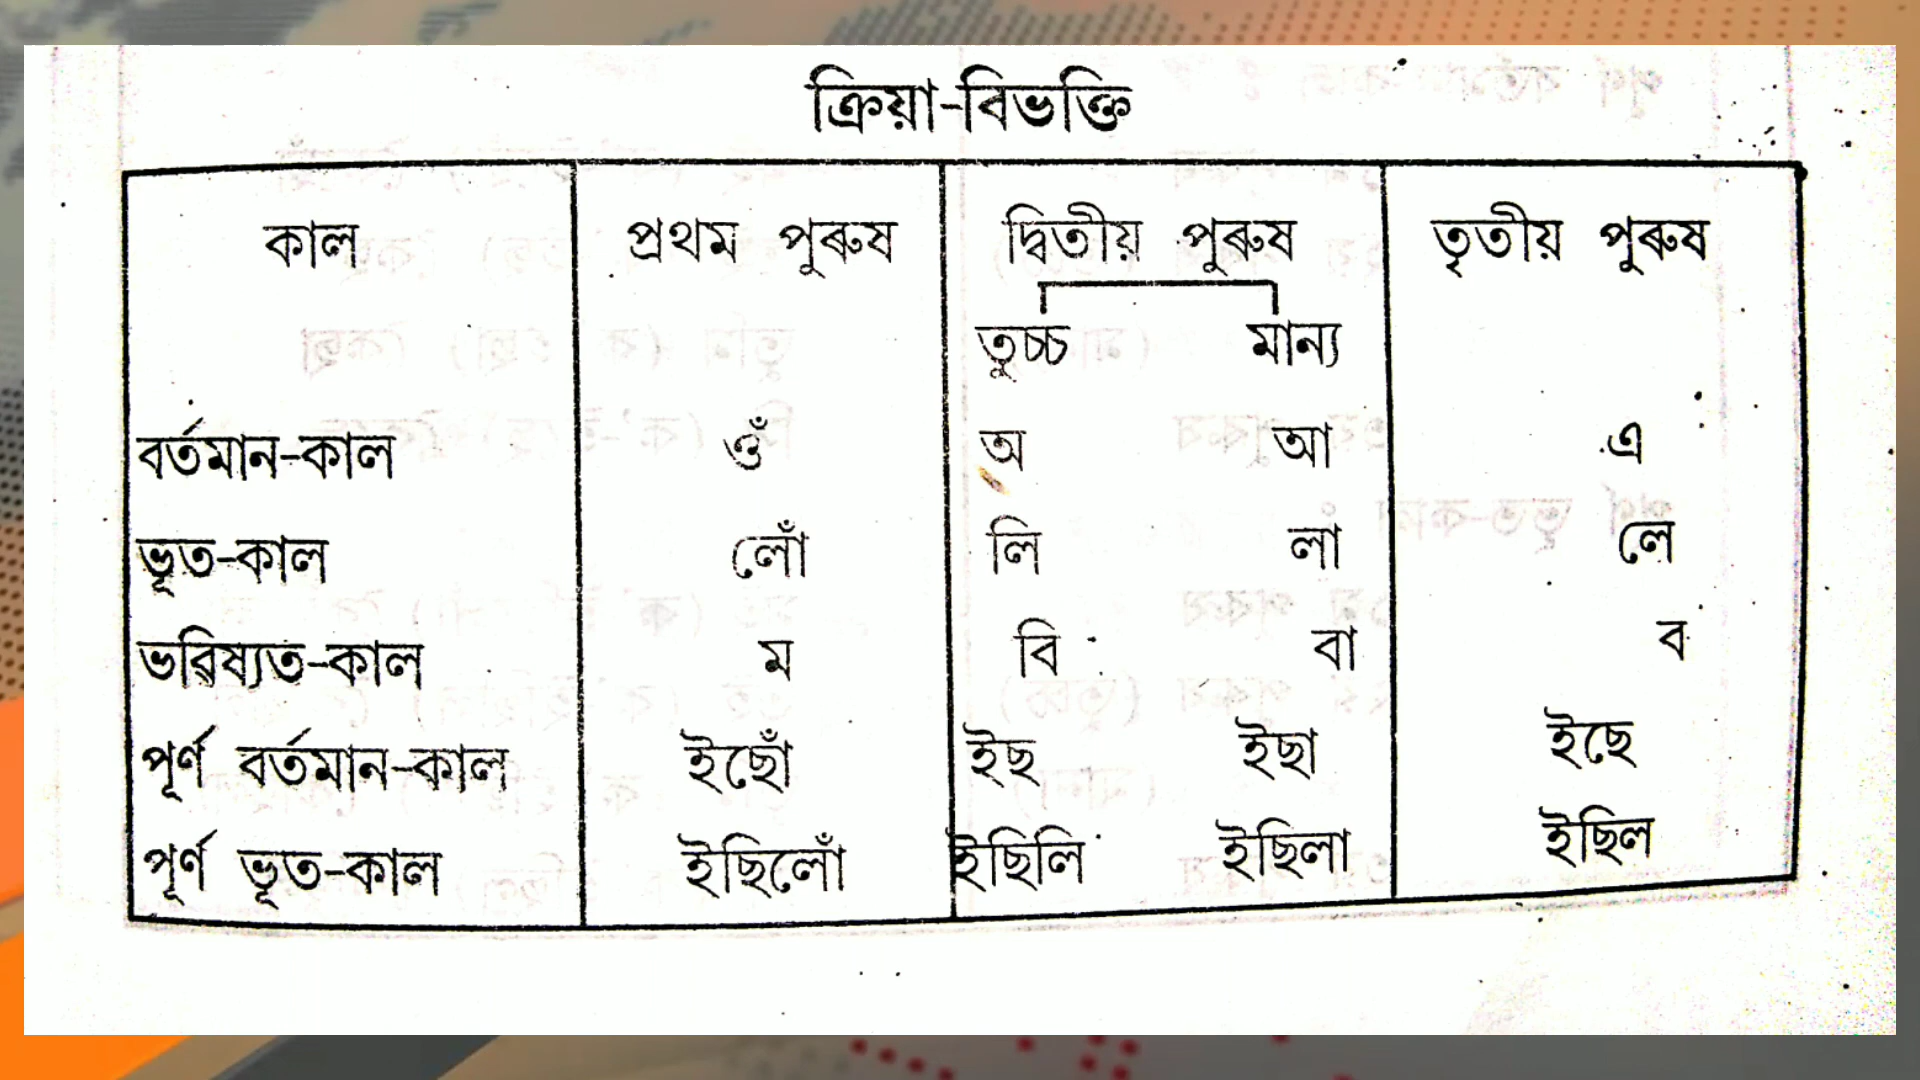 ক্ৰিয়া-বিভক্তি
কাল প্ৰথম পুৰুষ দ্বিতীয় পুৰুষ তৃতীয় পুৰুষ
তুচ্চ মান্য
বৰ্তমান-কাল ওঁ অ আ এ
ভূত-কাল লোঁ লি লা লে
ভৱিষ্যত-কাল ম বি বা ব
পূৰ্ণ বৰ্তমান-কাল ইছোঁ ইছ ইছা ইছে
পূৰ্ণ ভূত-কাল ইছিলোঁ ইছিলি ইছিলা ইছিল